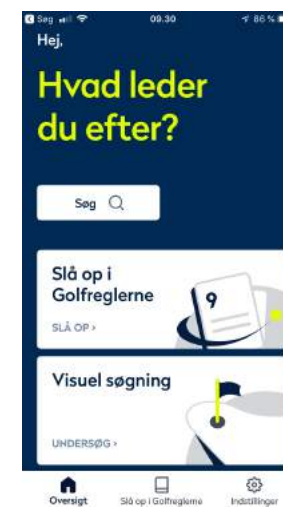 Søg 09.30 86 %
Hej,
Hvad leder
du efter?
Søg
Slå op i
Golfreglerne
9
SLÅ OP ›
Visuel søgning
UNDERSØG ›
Oversigt Slå op i Golfreglerne Indstillinger